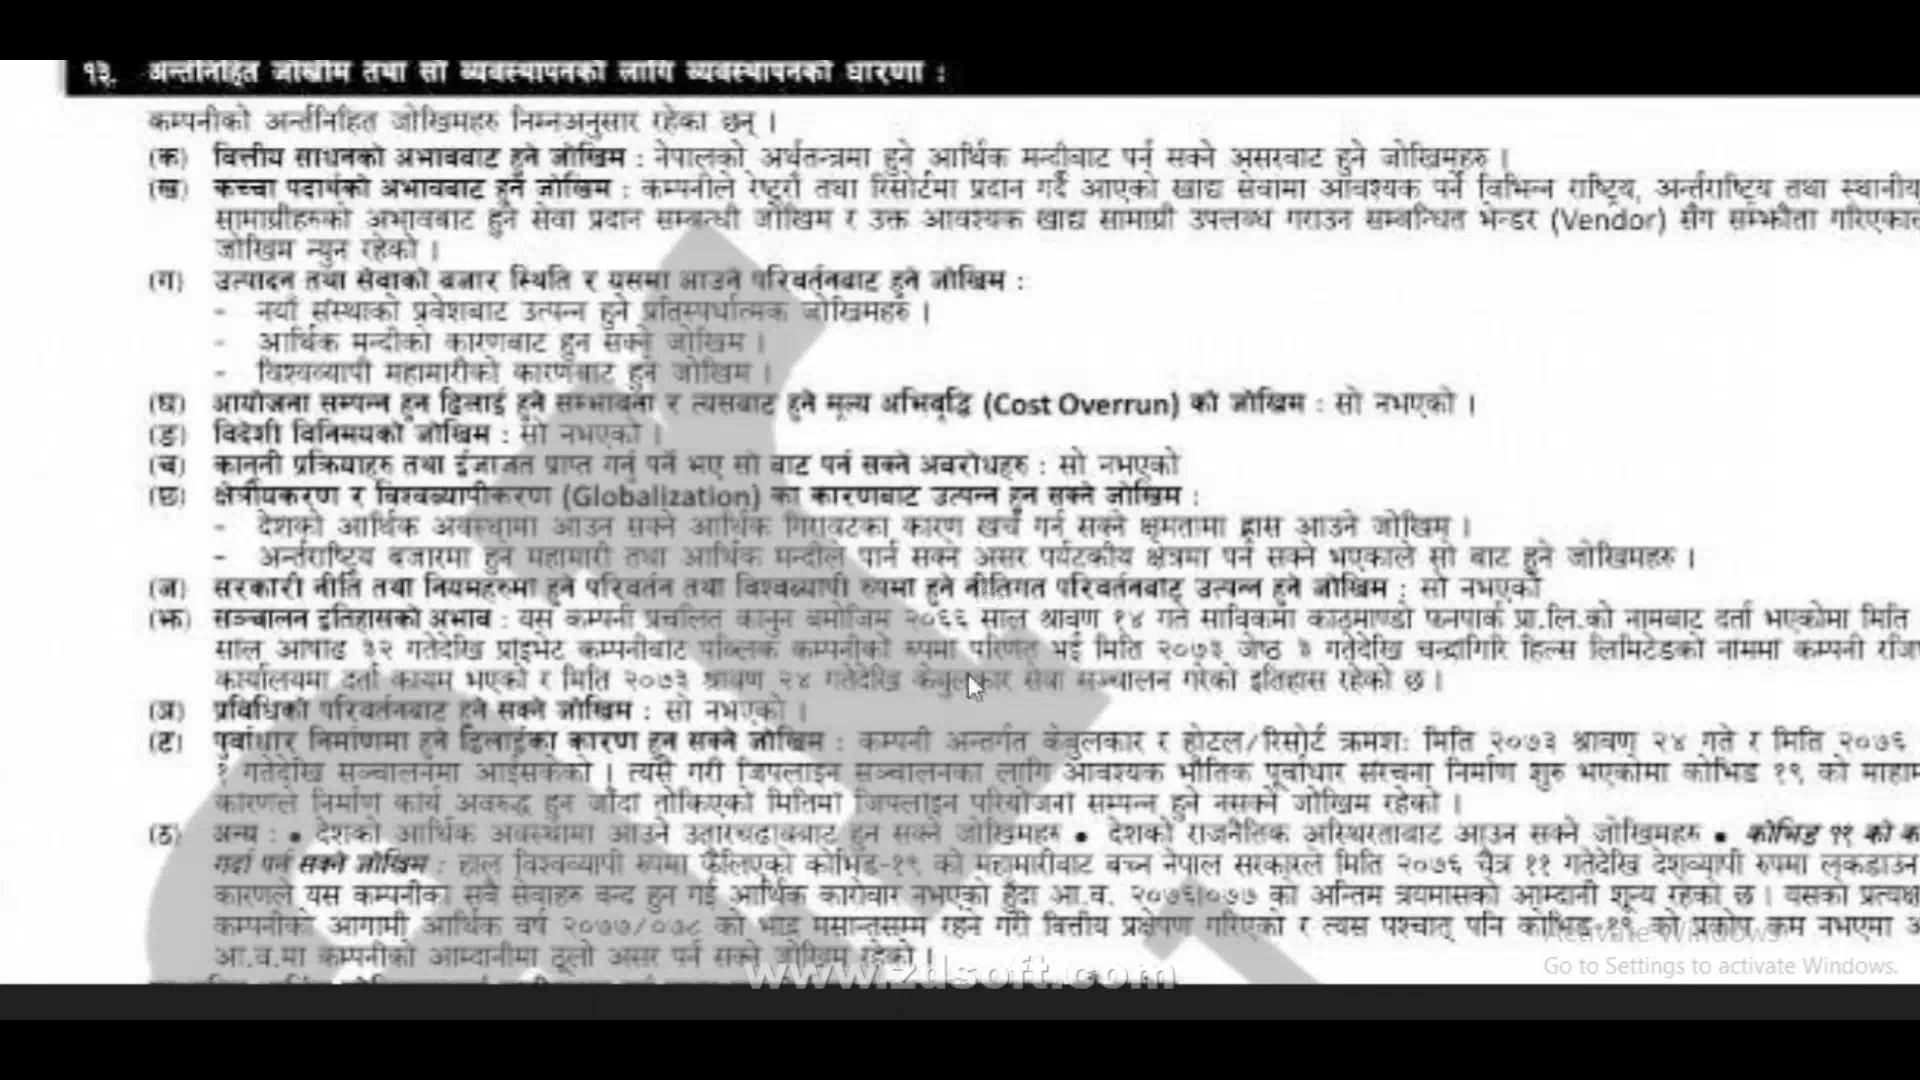 १३. अन्र्तनिहित जोखीम तथा सो व्यवस्थापनको लागि व्यवस्थापनको धारणा :
कम्पनीको अर्न्तनिहित जोखिमहरु निम्नअनुसार रहेका छन् ।
(क) वित्तीय साधनको अभावबाट हुने जोखिम : नेपालको अर्थतन्त्रमा हुने आर्थिक मन्दीबाट पर्न सक्ने असरबाट हुने जोखिमहरु ।
(ख) कच्चा पदार्थको अभावबाट हुने जोखिम : कम्पनीले रेष्टुराँ तथा रिसोर्टमा प्रदान गर्दै आएको खाद्य सेवामा आवश्यक पर्ने विभिन्न राष्ट्रिय, अर्न्तराष्ट्रिय तथा स्थानीय
सामाग्रीहरुको अभावबाट हुने सेवा प्रदान सम्बन्धी जोखिम र उक्त आवश्यक खाद्य सामाग्री उपलब्ध गराउन सम्बन्धित भेन्डर (Vendor) सँग सम्झौता गरिएकाले
जोखिम न्युन रहेको ।
(ग) उत्पादन तथा सेवाको बजार स्थिति र यसमा आउने परिवर्तनबाट हुने जोखिम :
- नयाँ संस्थाको प्रवेशबाट उत्पन्न हुने प्रतिस्पर्धात्मक जोखिमहरु ।
- आर्थिक मन्दीको कारणबाट हुन सक्ने जोखिम ।
- विश्वव्यापी महामारीको कारणबाट हुने जोखिम ।
(घ) आयोजना सम्पन्न हुन ढिलाई हुने सम्भावना र त्यसबाट हुने मूल्य अभिबृद्धि (Cost Overrun) को जोखिम : सो नभएको ।
(ङ) विदेशी विनिमयको जोखिम : सो नभएको ।
(च) कानुनी प्रक्रियाहरु तथा ईजाजत प्राप्त गर्नु पर्ने भए सो बाट पर्न सक्ने अवरोधहरु : सो नभएको
(छ) क्षेत्रीयकरण र विश्वव्यापीकरण (Globalization) का कारणबाट उत्पन्न हुन सक्ने जोखिम :
- देशको आर्थिक अवस्थामा आउन सक्ने आर्थिक गिरावटका कारण खर्च गर्न सक्ने क्षमतामा ह्रास आउने जोखिम ।
- अर्न्तराष्ट्रिय बजारमा हुने महामारी तथा आर्थिक मन्दीले पार्न सक्ने असर पर्यटकीय क्षेत्रमा पर्न सक्ने भएकाले सो बाट हुने जोखिमहरु ।
(ज) सरकारी नीति तथा नियमहरुमा हुने परिवर्तन तथा विश्वव्यापी रुपमा हुने नीतिगत परिवर्तनबाट उत्पन्न हुने जोखिम : सो नभएको
(झ) सञ्चालन इतिहासको अभाव : यस कम्पनी प्रचलित कानुन बमोजिम २०६६ साल श्रावण १४ गते साविकमा काठमाण्डौ फनपार्क प्रा.लि.को नामबाट दर्ता भएकोमा मिति
साल आषाढ ३२ गतेदेखि प्राइभेट कम्पनीबाट पब्लिक कम्पनीको रुपमा परिणत भई मिति २०७३ जेष्ठ ३ गतेदेखि चन्द्रागिरि हिल्स लिमिटेडको नाममा कम्पनी
कार्यालयमा दर्ता कायम भएको र मिति २०७३ श्रावण २४ गतेदेखि केबुलकार सेवा सञ्चालन गरेको इतिहास रहेको छ ।
(ञ) प्रविधिको परिवर्तनबाट हुने सक्ने जोखिम : सो नभएको ।
(ट) पुर्वाधार निर्माणमा हुने ढिलाईका कारण हुन सक्ने जोखिम : कम्पनी अन्तर्गत केबुलकार र होटल/रिसोर्ट क्रमशः मिति २०७३ श्रावण २४ गते र मिति २०७६
१ गतेदेखि सञ्चालनमा आईसकेको । त्यसै गरी जिपलाइन सञ्चालनका लागि आवश्यक भौतिक पूर्वाधार संरचना निर्माण शुरु भएकोमा कोभिड १९ को
कारणले निर्माण कार्य अवरुद्ध हुन जाँदा तोकिएको मितिमा जिपलाइन परियोजना सम्पन्न हुने नसक्ने जोखिम रहेको ।
(ठ) अन्य : • देशको आर्थिक अवस्थामा आउने उतारचढावबाट हुन सक्ने जोखिमहरु • देशको राजनैतिक अस्थिरताबाट आउन सक्ने जोखिमहरु • कोभिड १९ को
गर्दा पर्न सक्ने जोखिम : हाल विश्वव्यापी रुपमा फैलिएको कोभिड-१९ को महामारीबाट बच्न नेपाल सरकारले मिति २०७६ चैत्र ११ गतेदेखि देशव्यापी रुपमा लकडाउन
कारणले यस कम्पनीका सबै सेवाहरु बन्द हुन गई आर्थिक कारोवार नभएको हुँदा आ.व. २०७६।०७७ को अन्तिम त्रयमासको आम्दानी शून्य रहेको छ । यसको प्रत्यक्ष
कम्पनीको आगामी आर्थिक वर्ष २०७७/०७८ को भाद्र मसान्तसम्म रहने गरी वित्तीय प्रक्षेपण गरिएको र त्यस पश्चात् पनि कोभिड-१९ को प्रकोप कम नभएमा
आ.व.मा कम्पनीको आम्दानीमा ठूलो असर पर्न सक्ने जोखिम रहेको ।
Activate Windows
Go to Settings to activate Windows.
www.zdsoft.com